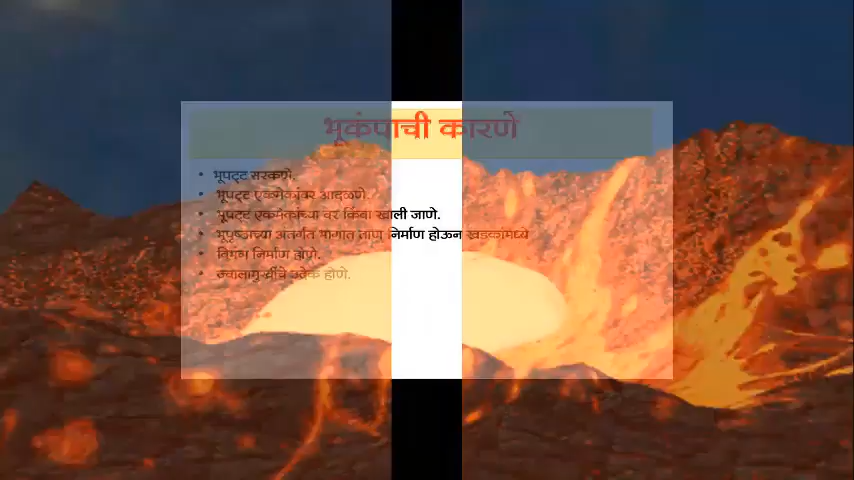 भूकंपाची कारणे
• भूपट्ट सरकणे.
• भूपट्ट एकमेकांवर आदळणे.
• भूपट्ट एकमेकांच्या वर किंवा खाली जाणे.
• भूपृष्ठाच्या अंतर्गत भागात ताण निर्माण होऊन खडकांमध्ये
• विभंग निर्माण होणे.
• ज्वालामुखीचे उद्रेक होणे.